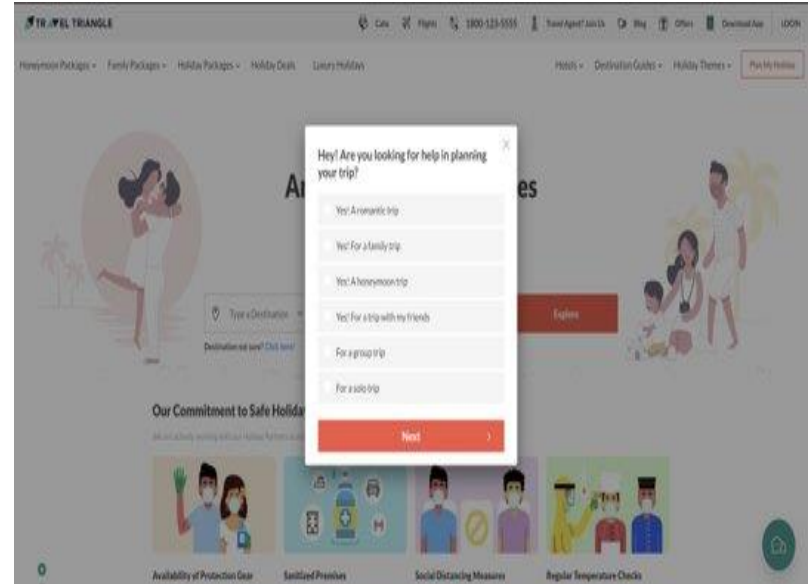 TRAVEL TRIANGLE
Cabs Flights 1800-123-5555 Travel Agent? Join Us Blog Offers Download App LOGIN
Honeymoon Packages Family Packages Holiday Packages Holiday Deals Luxury Holidays Hotels Destination Guides Holiday Themes Plan My Holiday
Hey! Are you looking for help in planning
your trip?
Yes! A romantic trip
Yes! For a family trip
Yes! A honeymoon trip
Yes! For a trip with my friends
For a group trip
For a solo trip
Next
Type a Destination
Explore
Destination not sure? Click here!
Our Commitment to Safe Holida
Availability of Protection Gear
Sanitized Premises
Social Distancing Measures
Regular Temperature Checks